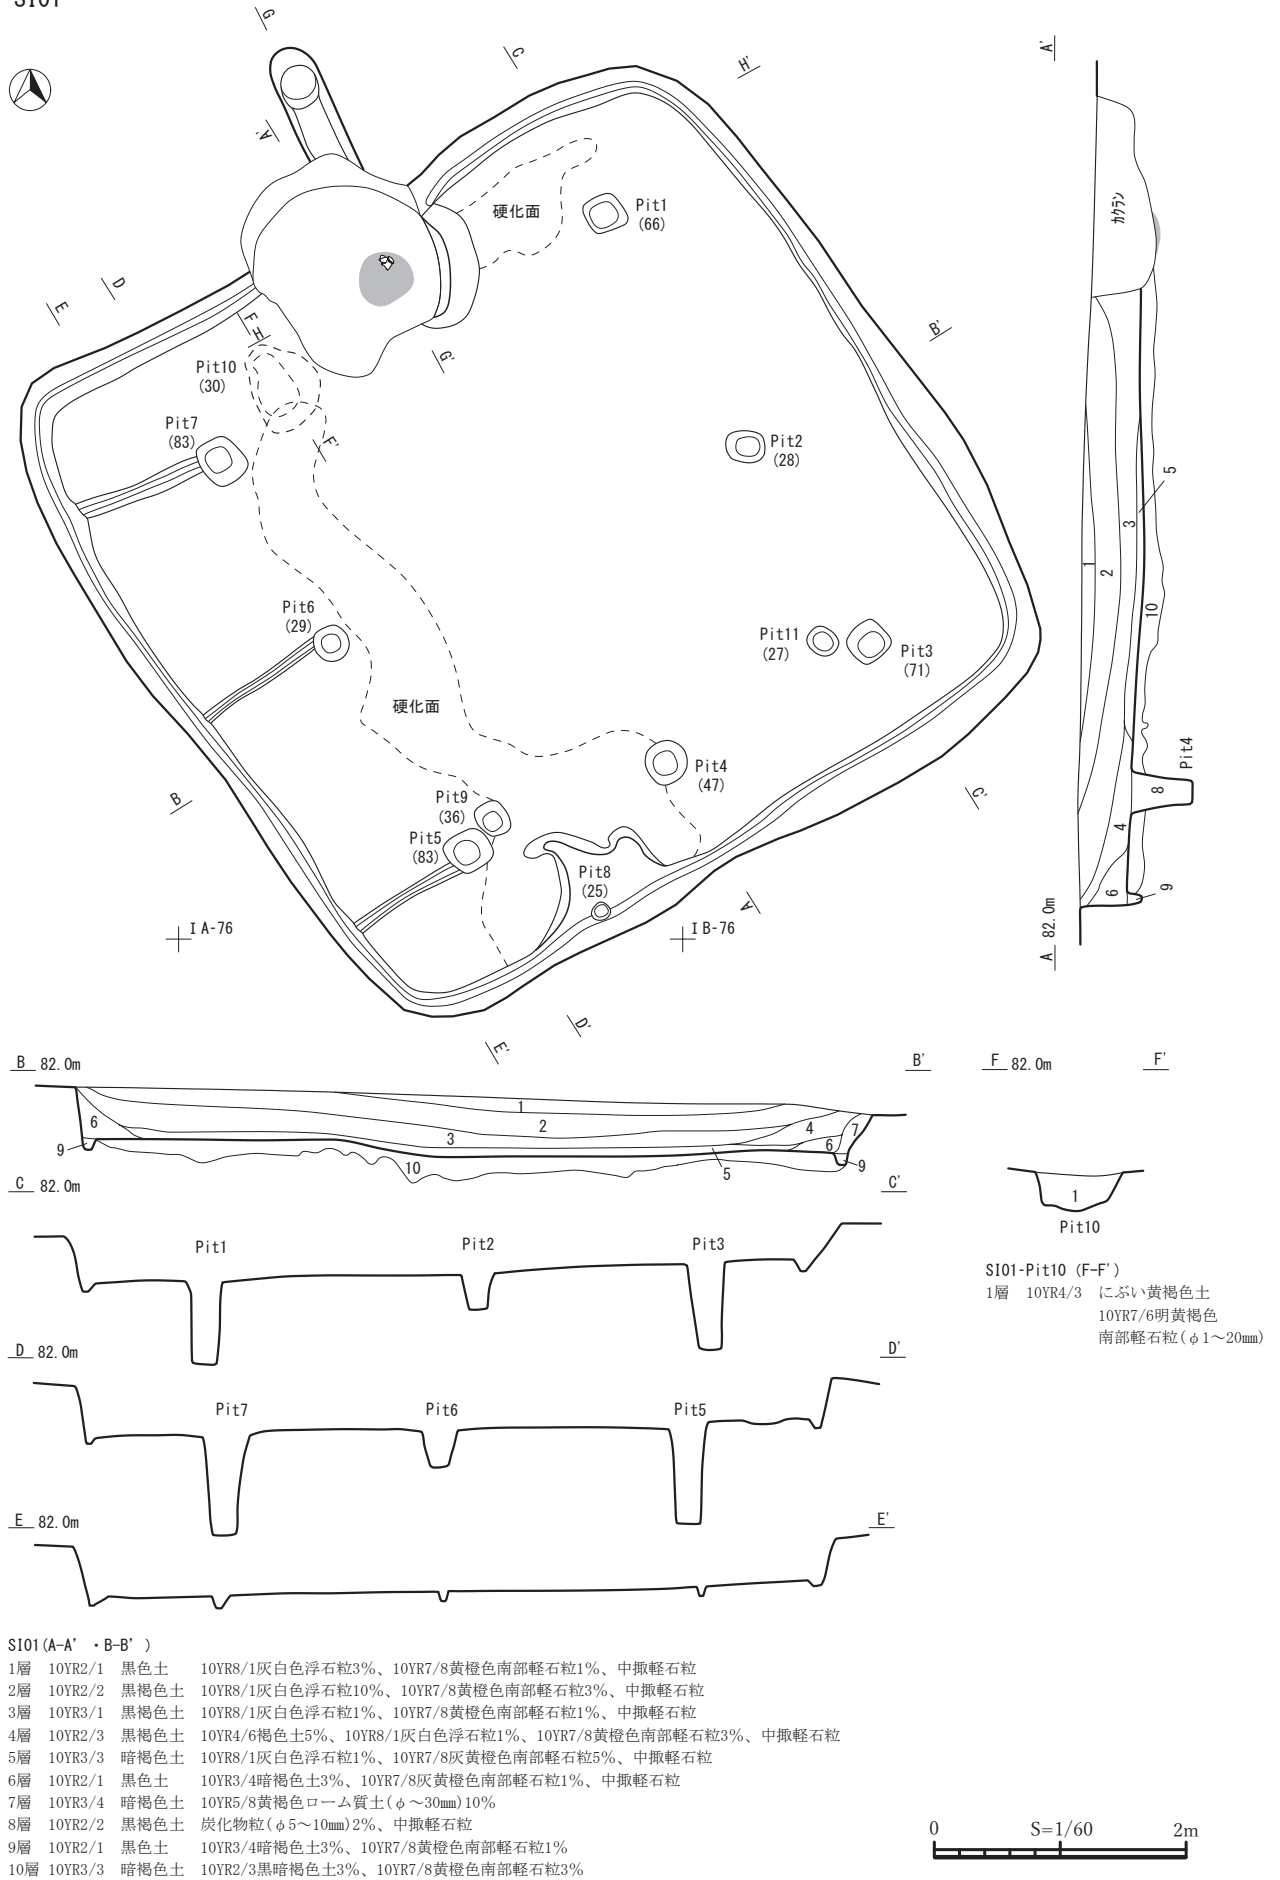 SI01
G
C
H'
A'
A'
硬化面
Pit1
(66)
カクラン
D
E
F
H
G'
B'
Pit10
(30)
Pit7
(83)
F'
Pit2
(28)
5
3
1
2
10
Pit6
(29)
Pit11
(27)
Pit3
(71)
硬化面
Pit4
(47)
Pit4
8
B
C'
Pit9
(36)
Pit5
(83)
4
Pit8
(25)
6
9
A
I A-76
I B-76
A 82.0m
D'
E'
B 82.0m
B'
F 82.0m
F'
1
2
3
4
5
6
6
7
9
9
10
1
Pit10
C 82.0m
C'
Pit1
Pit2
Pit3
SI01-Pit10 (F-F')
1層 10YR4/3 にぶい黄褐色土
10YR7/6明黄褐色
南部軽石粒(φ1～20㎜)
D 82.0m
D'
Pit7
Pit6
Pit5
E 82.0m
E'
SI01(A-A'・B-B')
1層 10YR2/1 黒色土 10YR8/1灰白色浮石粒3%、10YR7/8黄橙色南部軽石粒1%、中掫軽石粒
2層 10YR2/2 黒褐色土 10YR8/1灰白色浮石粒10%、10YR7/8黄橙色南部軽石粒3%、中掫軽石粒
3層 10YR3/1 黒褐色土 10YR8/1灰白色浮石粒1%、10YR7/8黄橙色南部軽石粒1%、中掫軽石粒
4層 10YR2/3 黒褐色土 10YR4/6褐色土5%、10YR8/1灰白色浮石粒1%、10YR7/8黄橙色南部軽石粒3%、中掫軽石粒
5層 10YR3/3 暗褐色土 10YR8/1灰白色浮石粒1%、10YR7/8灰黄橙色南部軽石粒5%、中掫軽石粒
6層 10YR2/1 黒色土 10YR3/4暗褐色土3%、10YR7/8灰黄橙色南部軽石粒1%、中掫石粒
7層 10YR3/4 暗褐色土 10YR5/8黄褐色ローム質土(φ～30㎜)10%
8層 10YR2/2 黒褐色土 炭化物粒(φ5～10㎜)2%、中掫軽石粒
9層 10YR2/1 黒色土 10YR3/4暗褐色土3%、10YR7/8黄橙色南部軽石粒1%
10層 10YR3/3 暗褐色土 10YR2/3黒暗褐色土3%、10YR7/8黄橙色南部軽石粒3%
0 S=1/60 2m